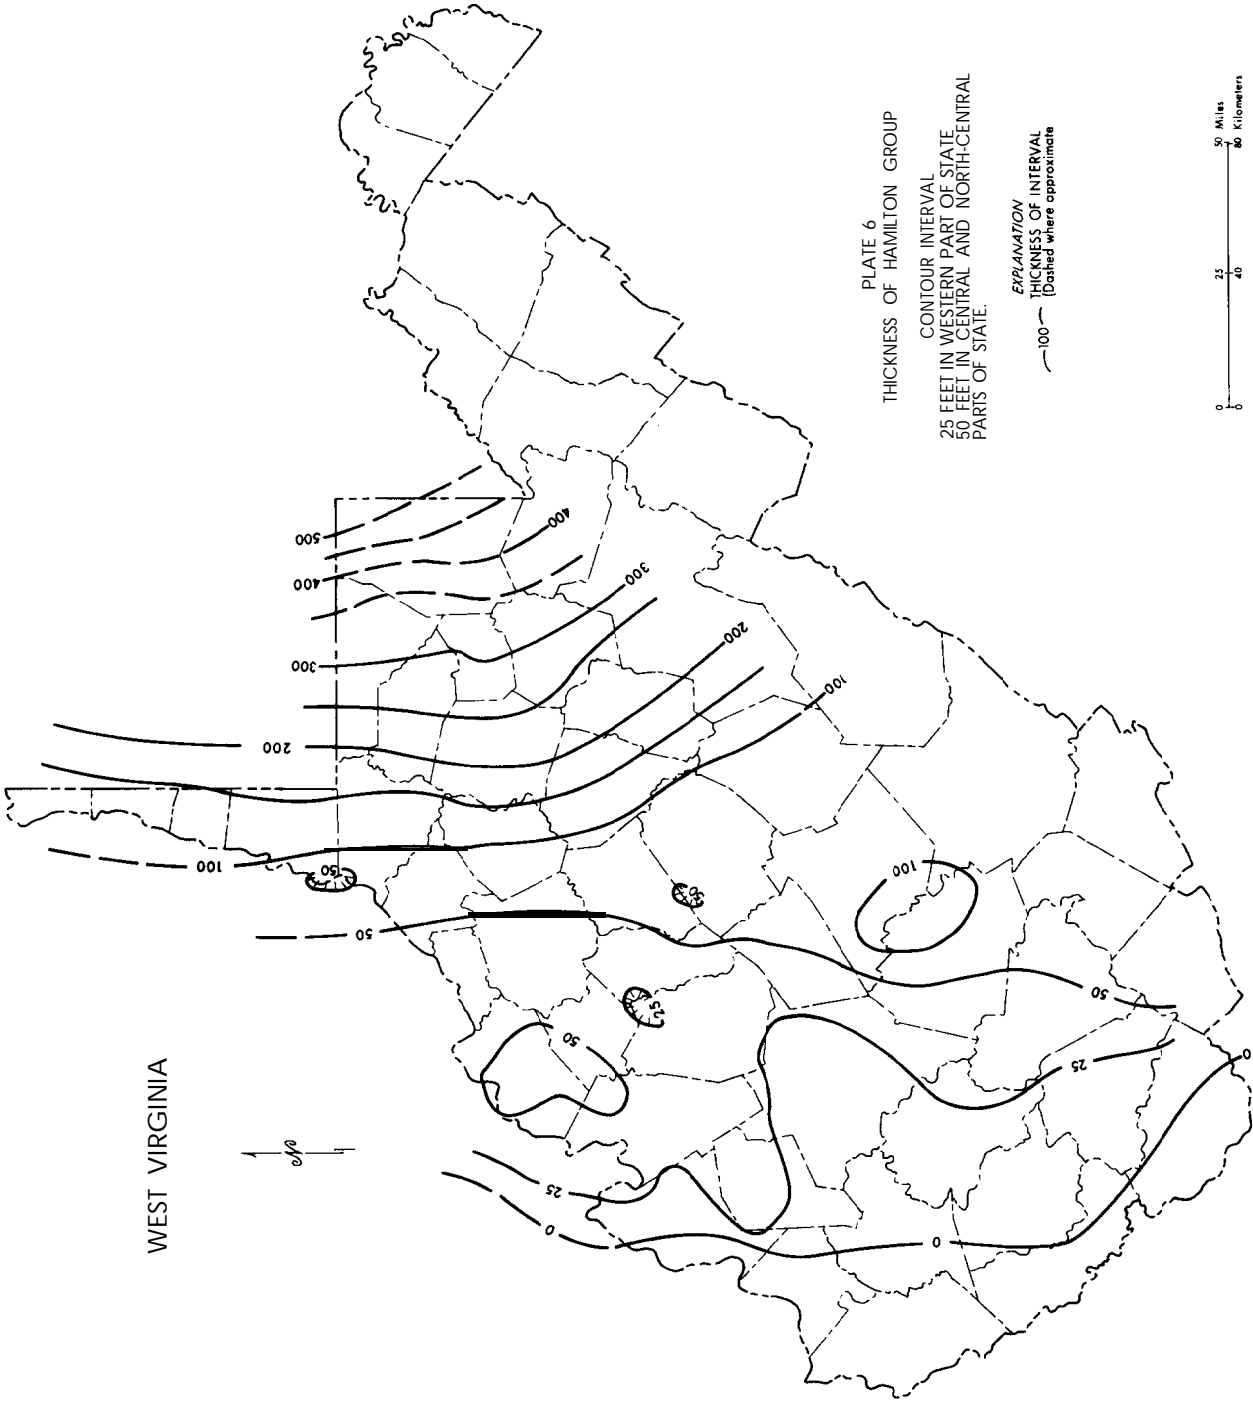 WEST VIRGINIA
N
PLATE 6
THICKNESS OF HAMILTON GROUP
CONTOUR INTERVAL
25 FEET IN WESTERN PART OF STATE
50 FEET IN CENTRAL AND NORTH-CENTRAL
PARTS OF STATE.
EXPLANATION
—100— THICKNESS OF INTERVAL
(Dashed where approximate
0 25 50 Miles
0 40 80 Kilometers
500
400
300
200
100
50
50
400
300
200
100
50
25
50
100
50
25
25
0
0
0